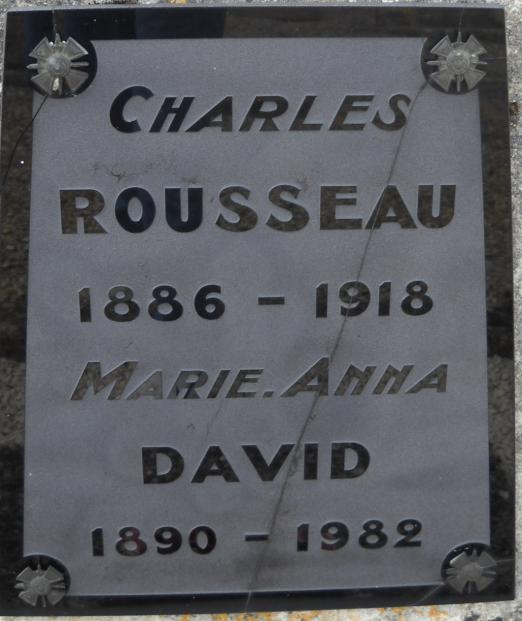 CHARLES
ROUSSEAU
1886 - 1918
MARIE.ANNA
DAVID
1890 - 1982